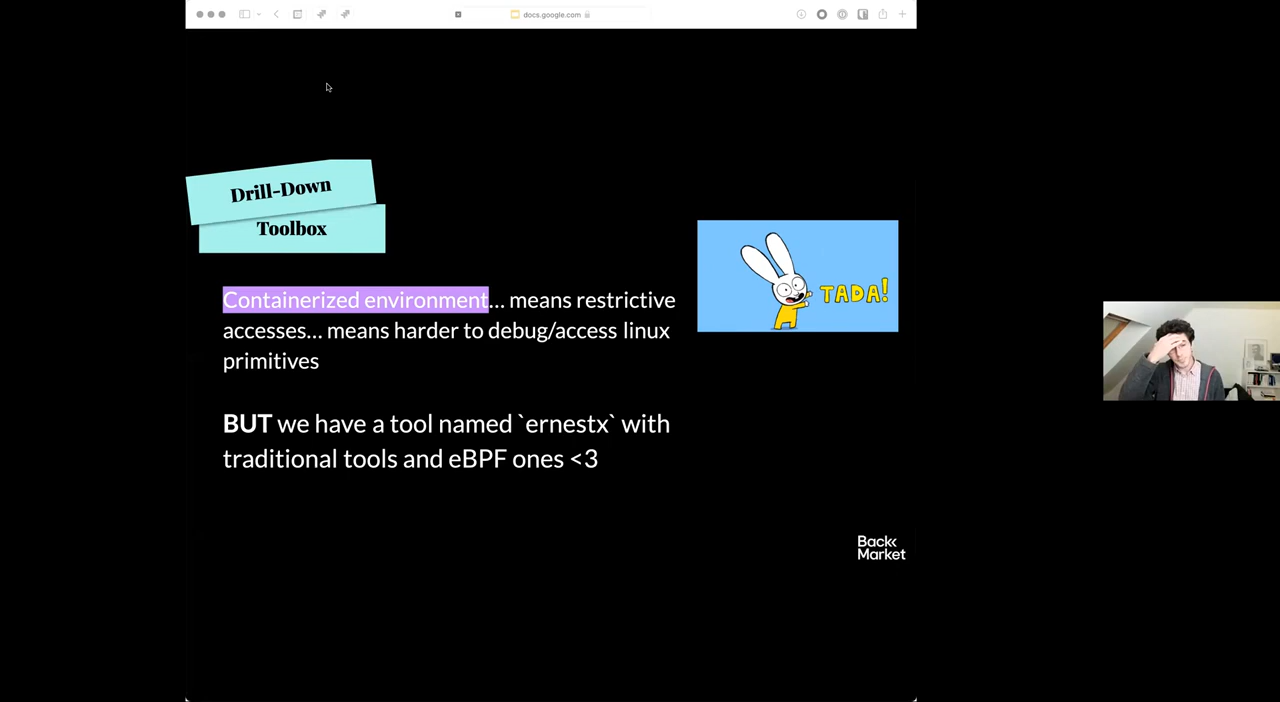 docs.google.com
Drill-Down
Toolbox
Containerized environment... means restrictive
accesses... means harder to debug/access linux
primitives
TADA!
BUT we have a tool named `ernestx` with
traditional tools and eBPF ones <3
Back
Market